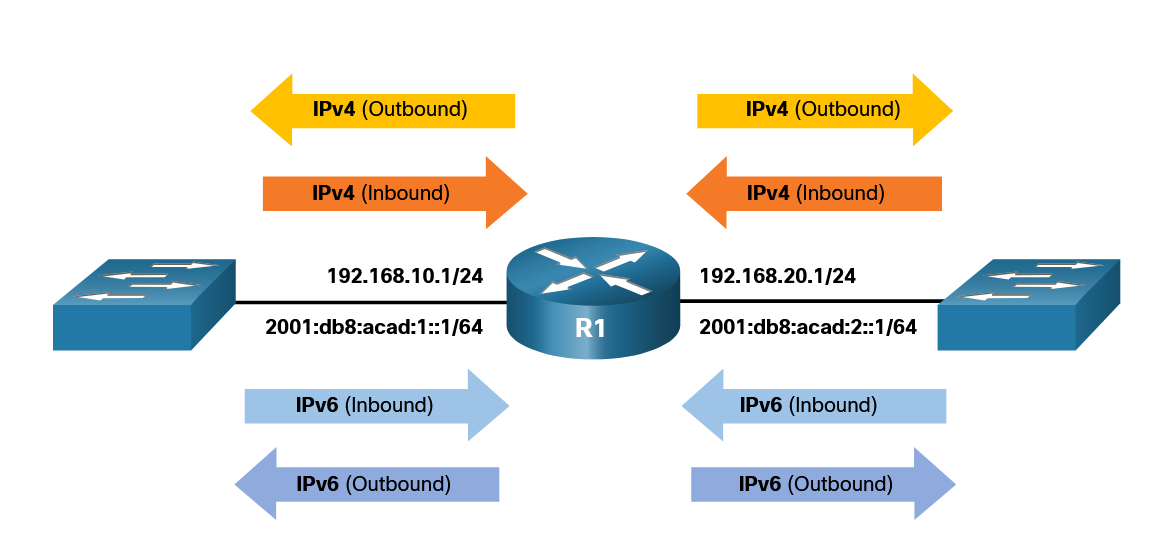 IPv4 (Outbound)
IPv4 (Outbound)
IPv4 (Inbound)
IPv4 (Inbound)
192.168.10.1/24
192.168.20.1/24
R1
2001:db8:acad:1::1/64
2001:db8:acad:2::1/64
IPv6 (Inbound)
IPv6 (Inbound)
IPv6 (Outbound)
IPv6 (Outbound)